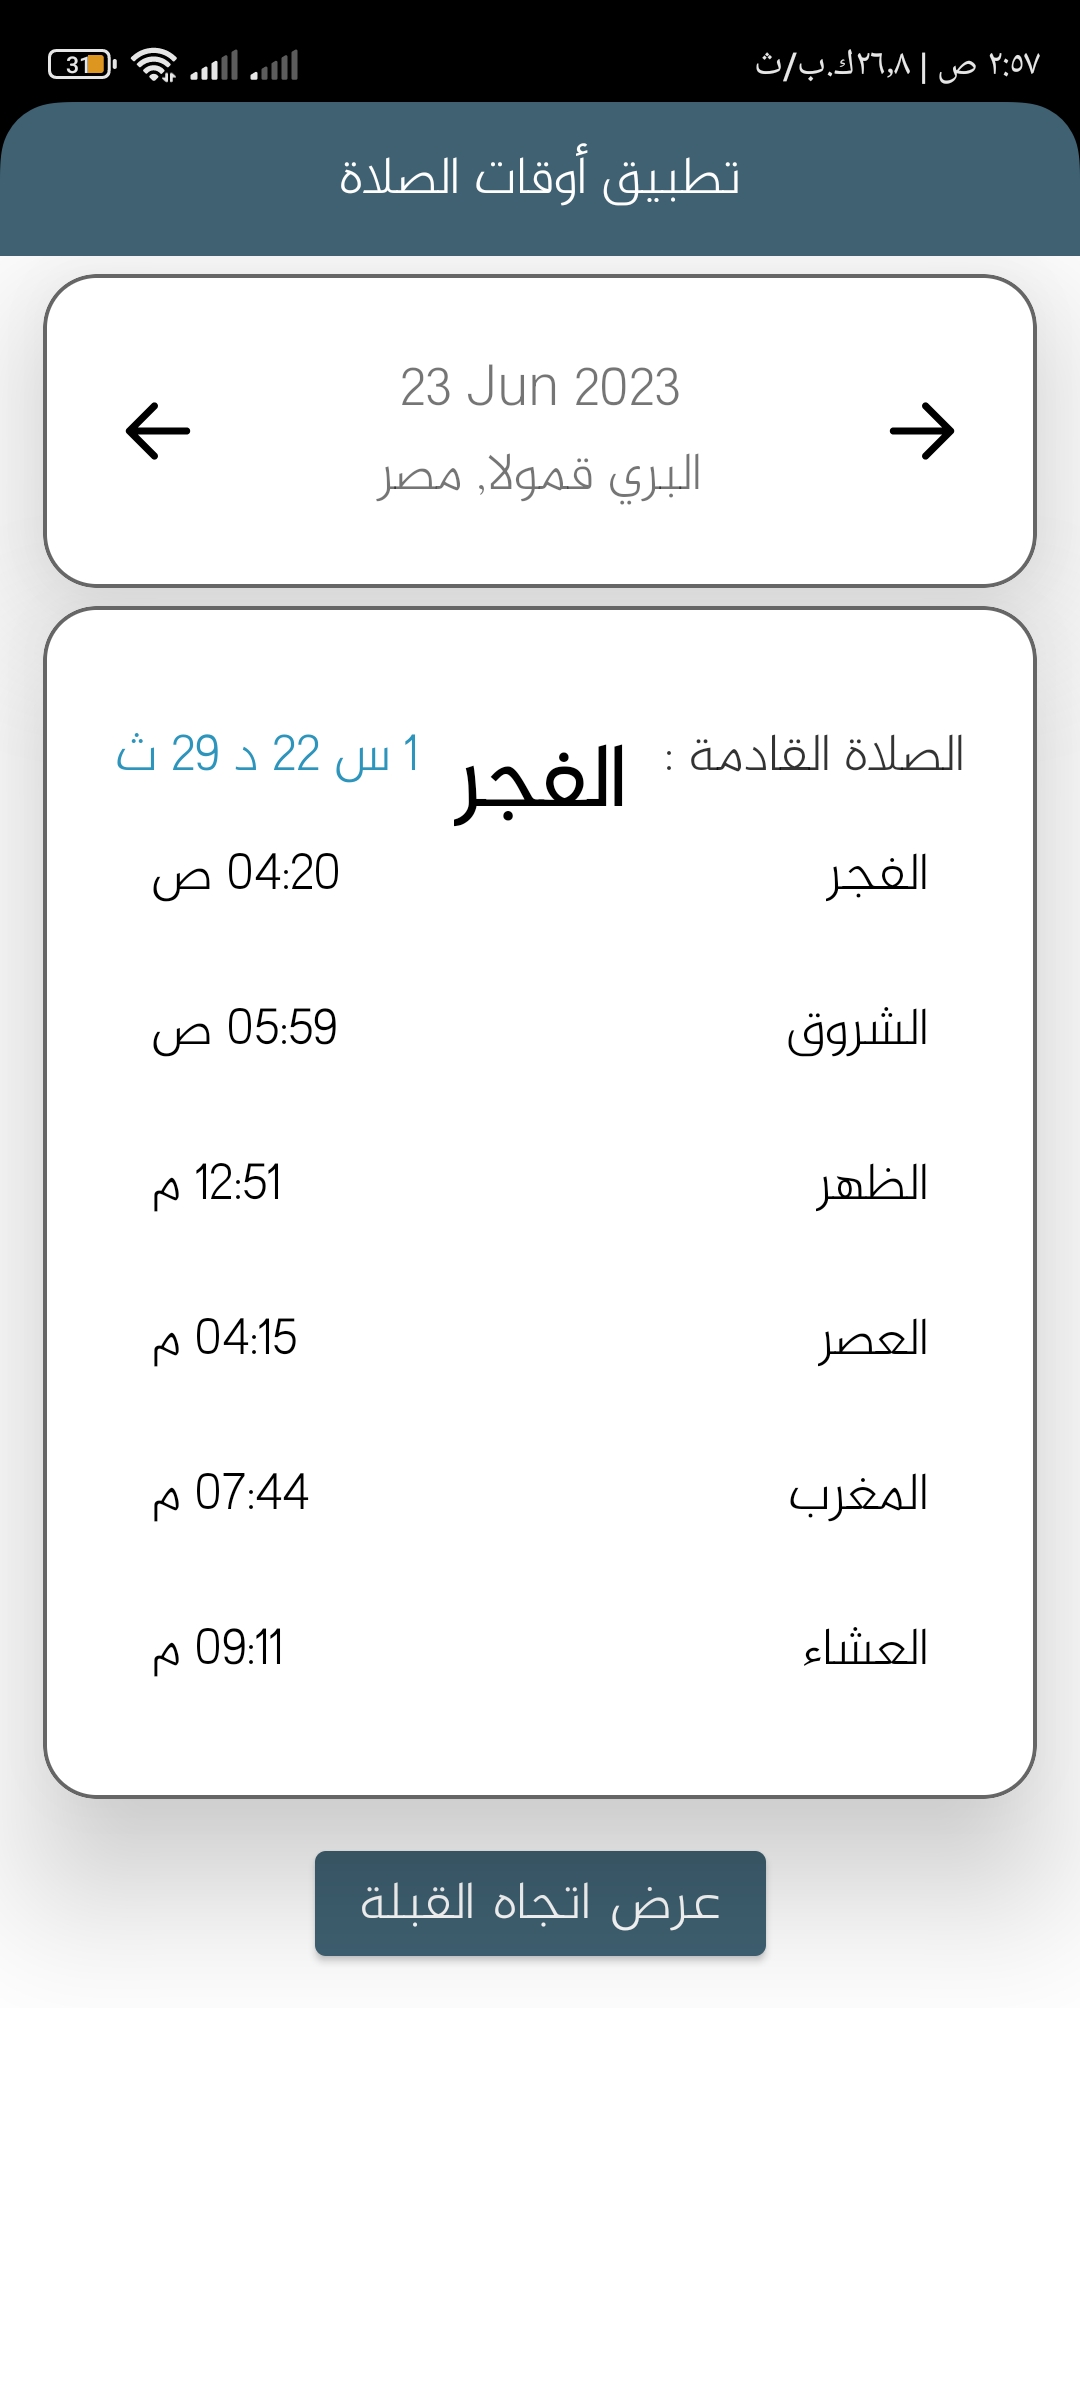 ٢:٥٧ ص | ٢٦,٨ك.ب/ث
31
تطبيق أوقات الصلاة
23 Jun 2023
البري قمولا, مصر
الصلاة القادمة : الفجر 1 س 22 د 29 ث
الفجر 04:20 ص
الشروق 05:59 ص
الظهر 12:51 م
العصر 04:15 م
المغرب 07:44 م
العشاء 09:11 م
عرض اتجاه القبلة